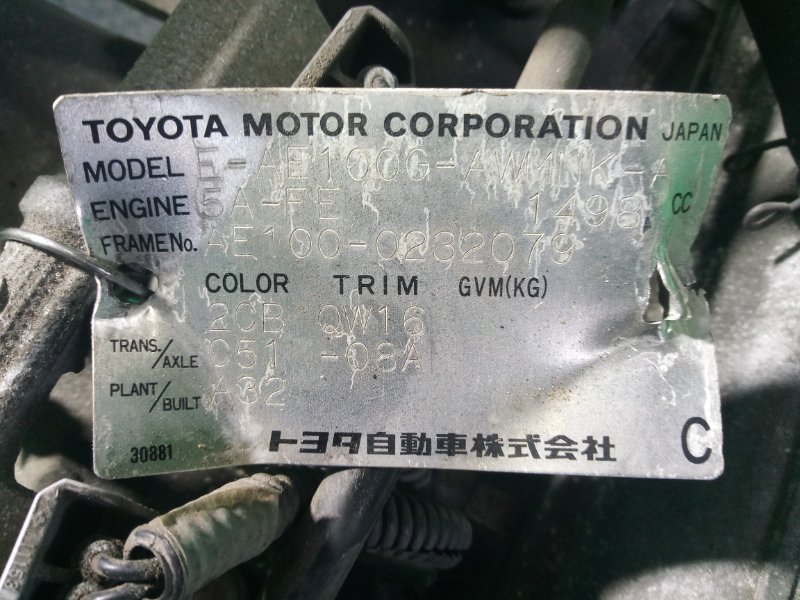 TOYOTA MOTOR CORPORATION JAPAN
MODEL E-AE100G-AWMNK-A
ENGINE 5A-FE 1498 CC
FRAME No. AE100-0232079
COLOR TRIM GVM(KG)
2CB QW16
TRANS./AXLE C51 -08A
PLANT/BUILT A32
30881 トヨタ自動車株式会社 C